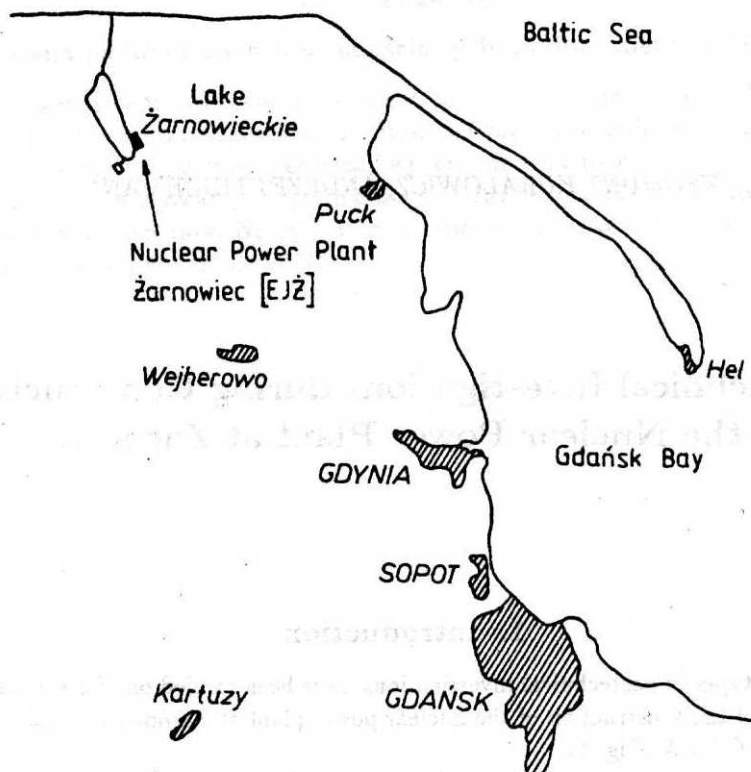 Baltic Sea
Lake
Żarnowieckie
Puck
Nuclear Power Plant
Żarnowiec [EJŻ]
Wejherowo
Hel
GDYNIA
Gdańsk Bay
SOPOT
GDAŃSK
Kartuzy